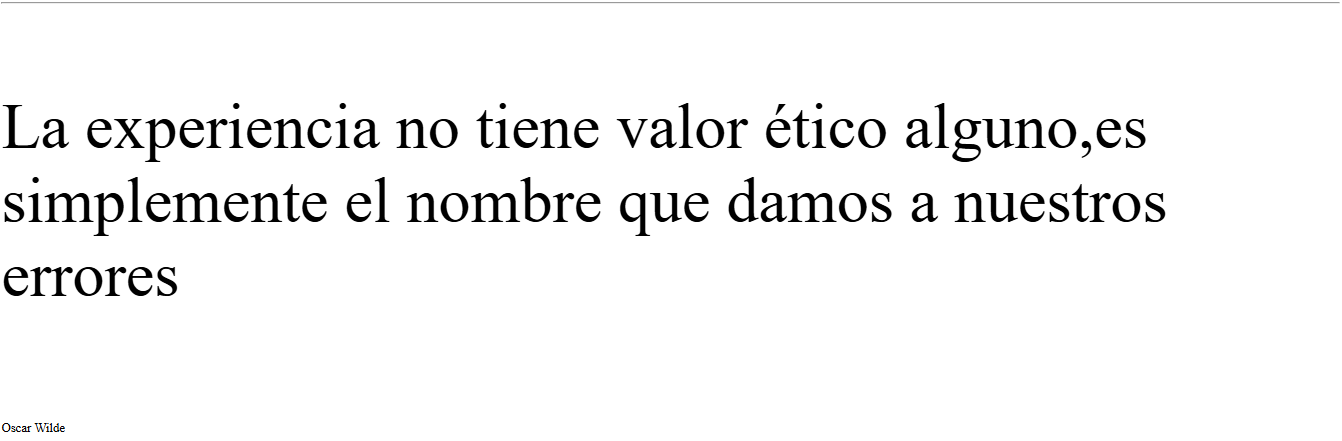 La experiencia no tiene valor ético alguno,es
simplemente el nombre que damos a nuestros
errores
Oscar Wilde